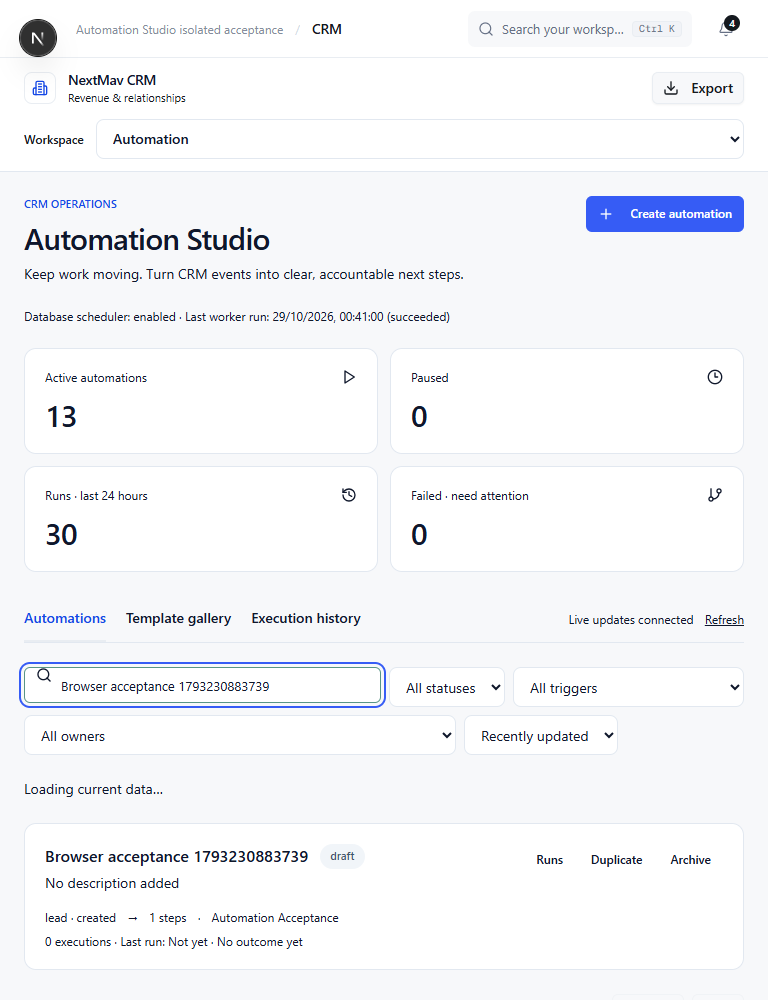 N
Automation Studio isolated acceptance / CRM
Search your worksp... Ctrl K
4
NextMav CRM
Revenue & relationships
Export
Workspace
Automation
CRM OPERATIONS
Create automation
Automation Studio
Keep work moving. Turn CRM events into clear, accountable next steps.
Database scheduler: enabled · Last worker run: 29/10/2026, 00:41:00 (succeeded)
Active automations
13
Paused
0
Runs · last 24 hours
30
Failed · need attention
0
Automations Template gallery Execution history
Live updates connected Refresh
Browser acceptance 1793230883739
All statuses
All triggers
All owners
Recently updated
Loading current data...
Browser acceptance 1793230883739 draft
Runs Duplicate Archive
No description added
lead · created → 1 steps · Automation Acceptance
0 executions · Last run: Not yet · No outcome yet